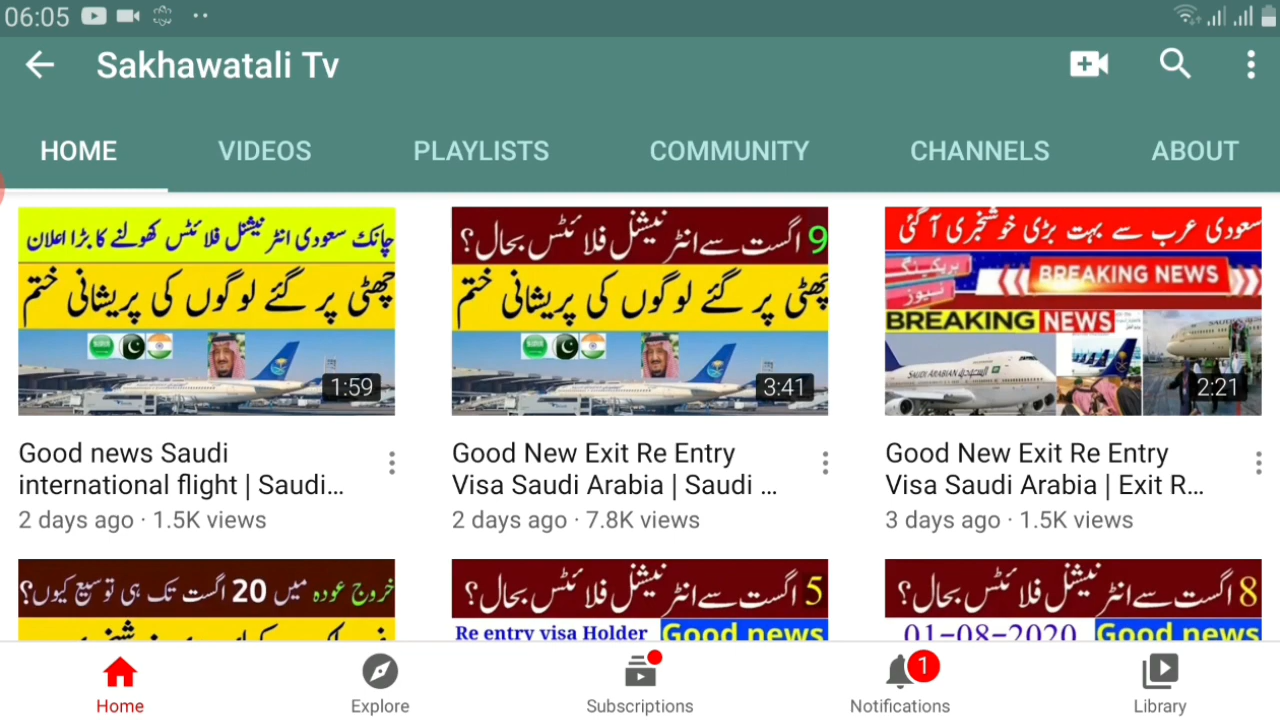 06:05
Sakhawatali Tv
HOME VIDEOS PLAYLISTS COMMUNITY CHANNELS ABOUT
چانک سعودی انٹرنیشنل فلائٹس کھولنے کا بڑا اعلان
چھٹی پر گئے لوگوں کی پریشانی ختم
1:59
Good news Saudi
international flight | Saudi...
2 days ago · 1.5K views
9 اگست سے انٹرنیشنل فلائٹس بحال؟
چھٹی پر گئے لوگوں کی پریشانی ختم
3:41
Good New Exit Re Entry
Visa Saudi Arabia | Saudi ...
2 days ago · 7.8K views
سعودی عرب سے بہت بڑی خوشخبری آ گئی
بریکینگ
نیوز
BREAKING NEWS
BREAKING NEWS
SAUDI ARABIAN السعودية
2:21
Good New Exit Re Entry
Visa Saudi Arabia | Exit R...
3 days ago · 1.5K views
خروج عودہ میں 20 اگست تک ہی توسیع کیوں؟
5 اگست سے انٹرنیشنل فلائٹس بحال؟
Re entry visa Holder Good news
8 اگست سے انٹرنیشنل فلائٹس بحال؟
01-08-2020 Good news
Home Explore Subscriptions Notifications Library
1